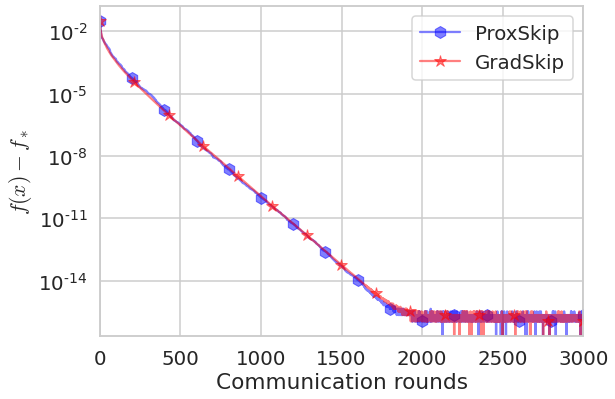 ProxSkip
GradSkip
f(x) − f_*
10^{-2}
10^{-5}
10^{-8}
10^{-11}
10^{-14}
0 500 1000 1500 2000 2500 3000
Communication rounds